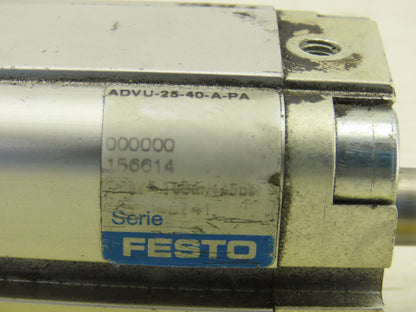 ADVU-25-40-A-PA
000000
156614
Serie
FESTO